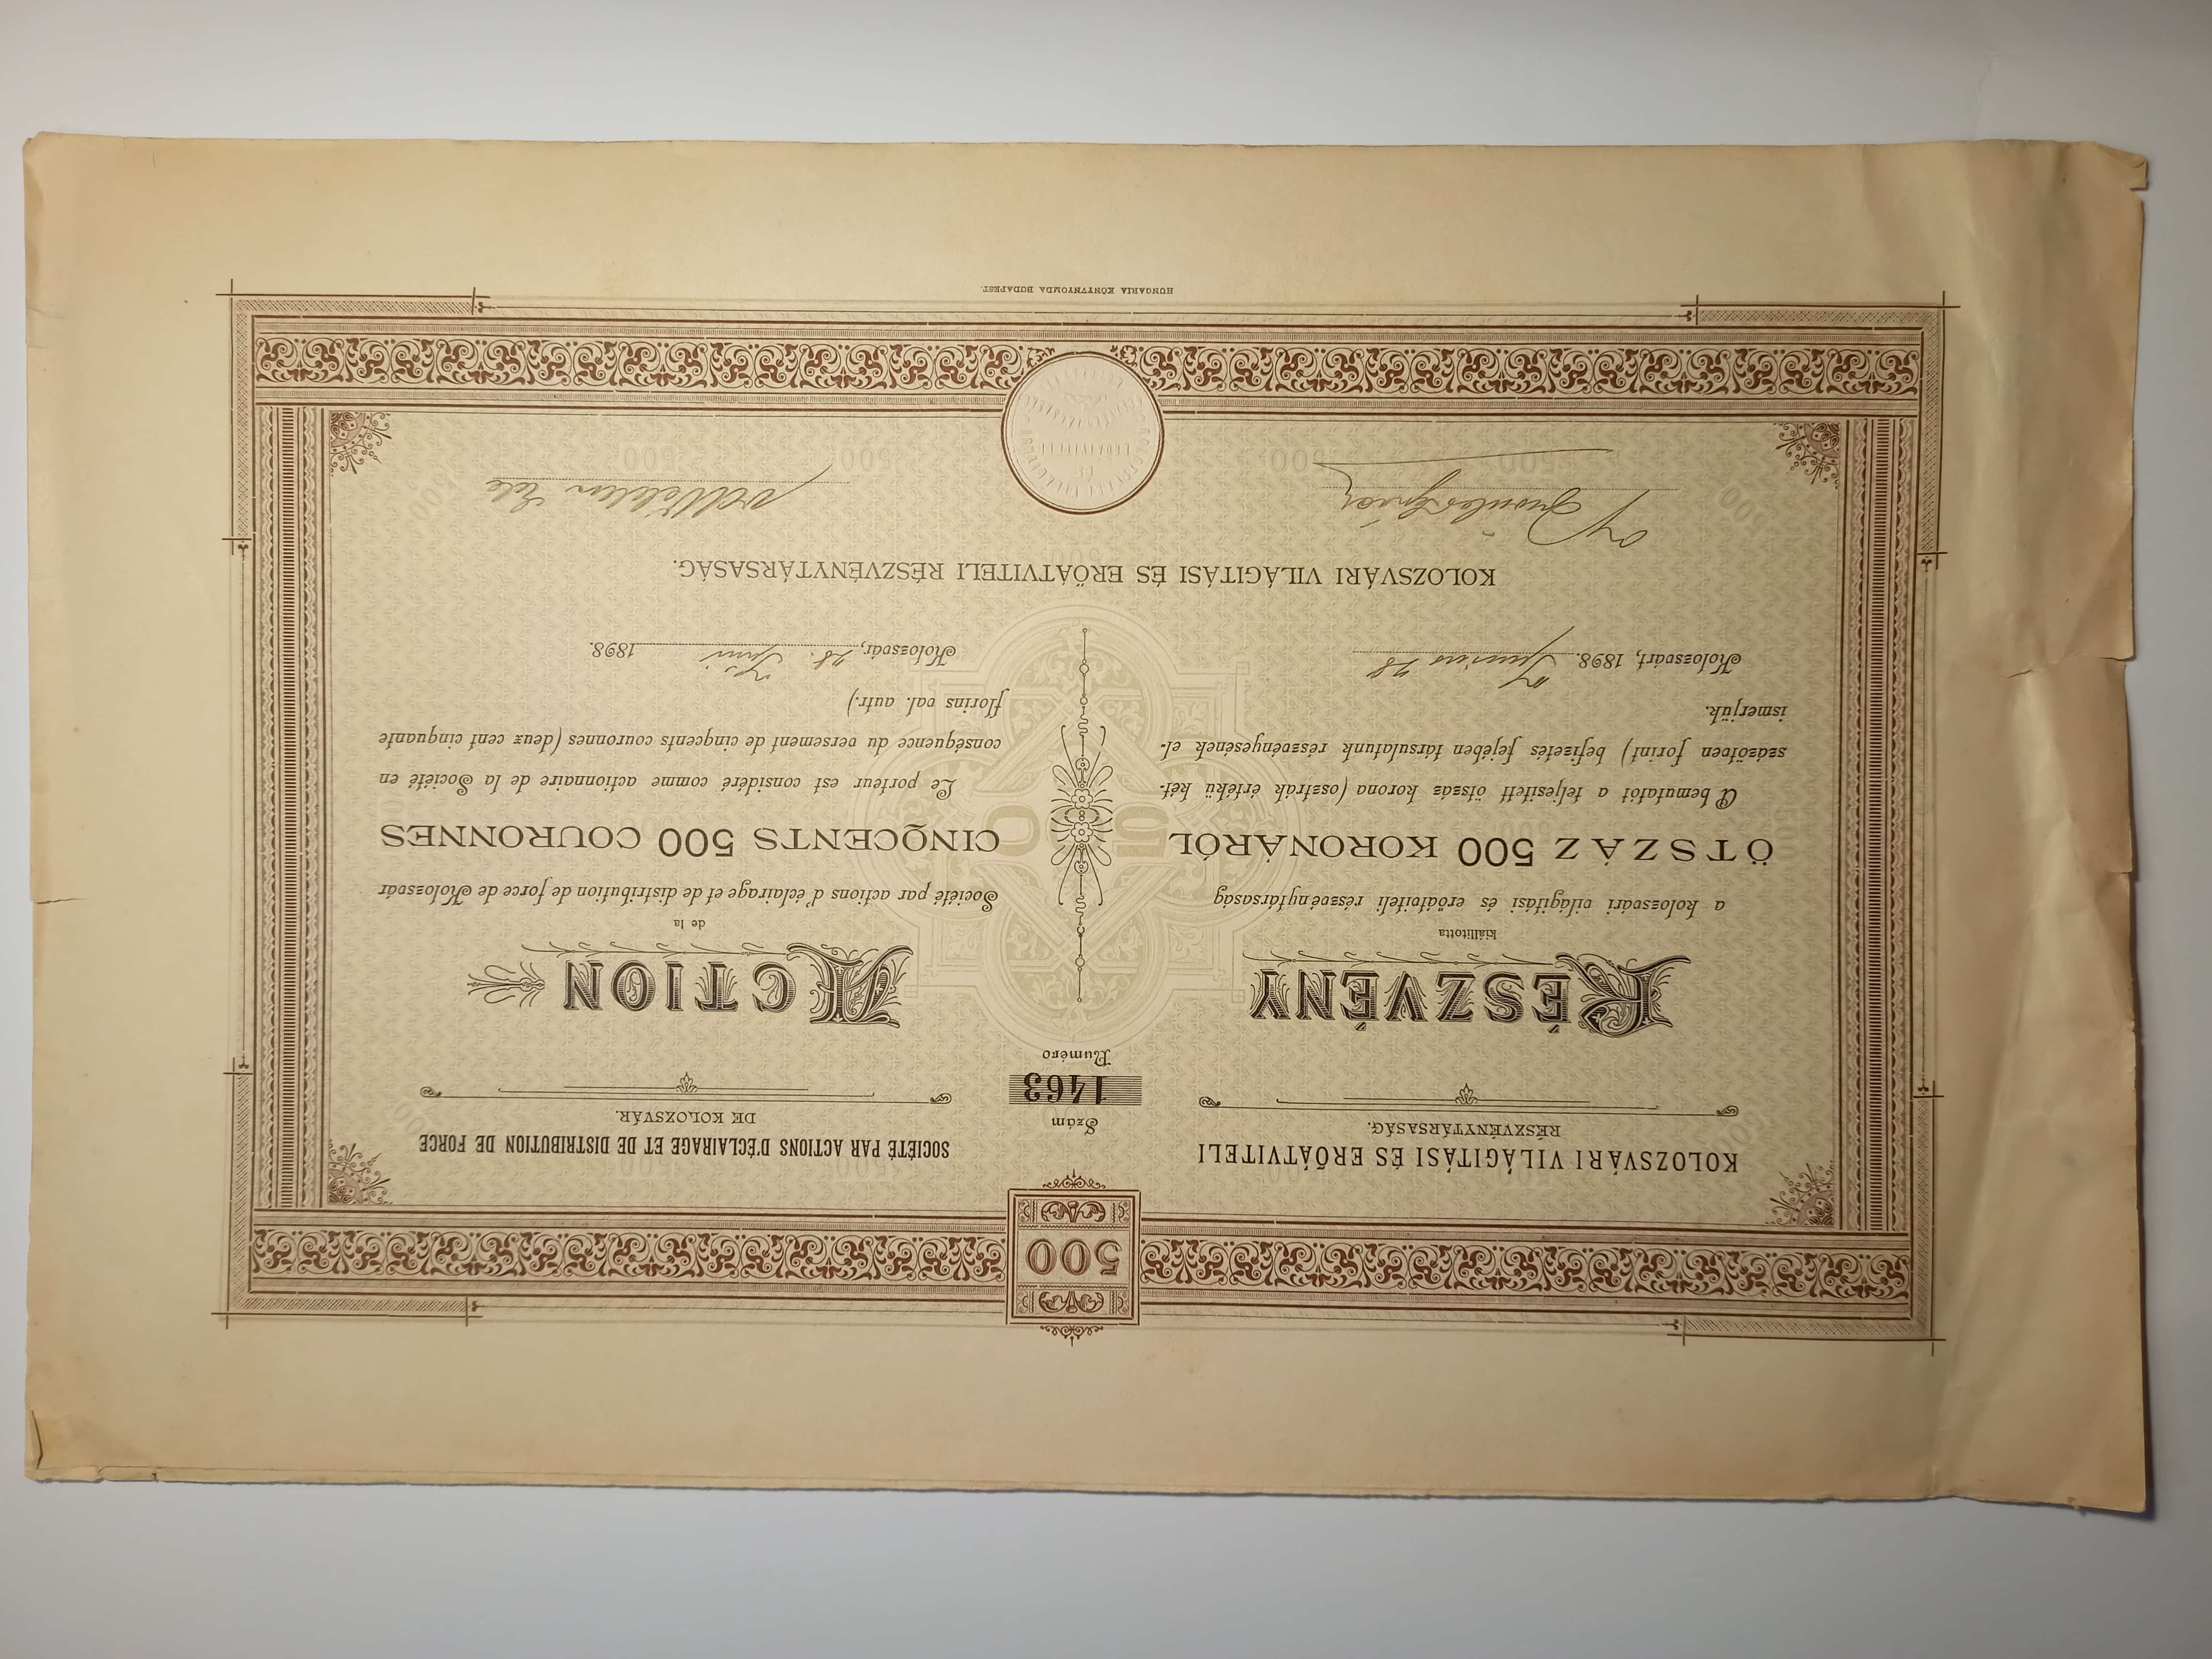 500
KOLOZSVÁRI VILÁGITÁSI ÉS ERŐÁTVITELI
RÉSZVÉNYTÁRSASÁG.
Szám
1463
Numéro
SOCIÉTÉ PAR ACTIONS D'ÉCLAIRAGE ET DE DISTRIBUTION DE FORCE
DE KOLOZSVÁR.
RÉSZVÉNY
kiállitotta
a kolozsvári világitási és erőátviteli részvénytársaság
ÖTSZÁZ 500 KORONÁRÓL
A bemutatót a teljesitett ötszáz korona (osztrák értékü két-
százötven forint) befizetés fejében társulatunk részvényesének el-
ismerjük.
Kolozsvárt, 1898. Junius 28
ACTION
de la
Société par actions d'éclairage et de distribution de force de Kolozsvár
CINQCENTS 500 COURONNES
Le porteur est considéré comme actionnaire de la Société en
conséquence du versement de cinqcents couronnes (deux cent cinquante
florins val. autr.)
Kolozsvár, 28. Juni 1898.
KOLOZSVÁRI VILÁGITÁSI ÉS ERŐÁTVITELI RÉSZVÉNYTÁRSASÁG.
HUNGARIA KÖNYVNYOMDA BUDAPEST.